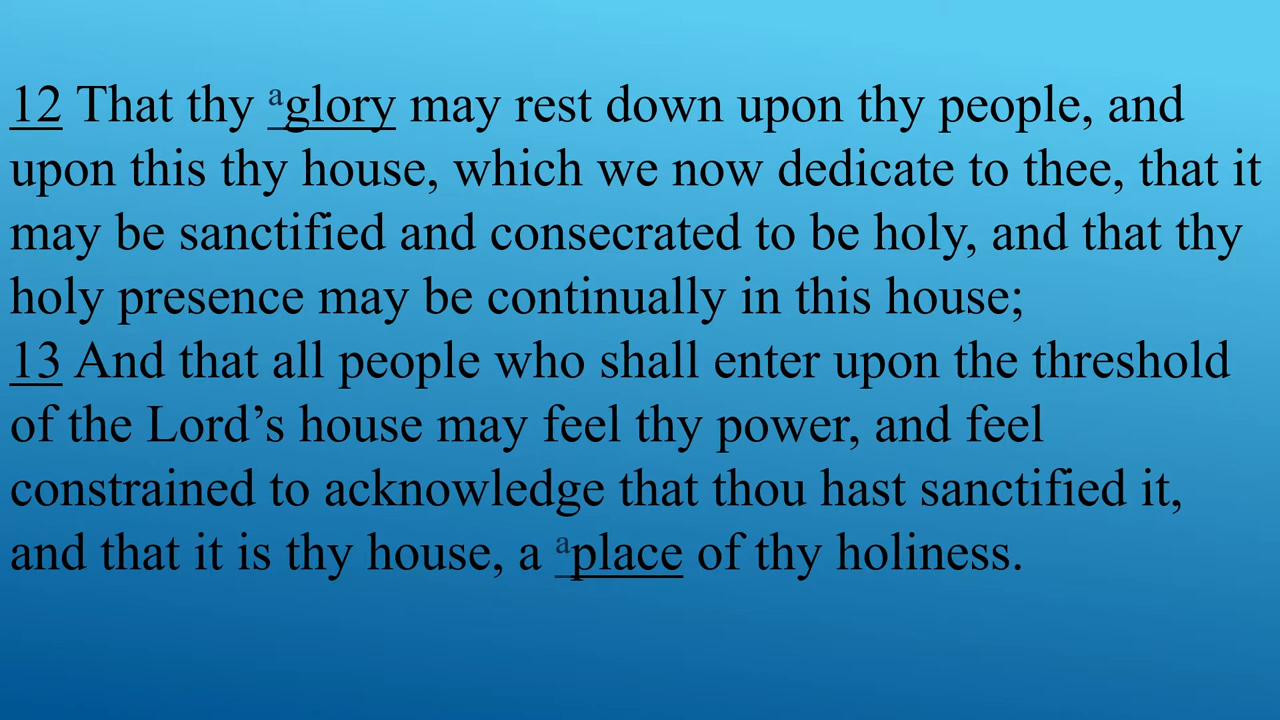 12 That thy aglory may rest down upon thy people, and
upon this thy house, which we now dedicate to thee, that it
may be sanctified and consecrated to be holy, and that thy
holy presence may be continually in this house;
13 And that all people who shall enter upon the threshold
of the Lord’s house may feel thy power, and feel
constrained to acknowledge that thou hast sanctified it,
and that it is thy house, a aplace of thy holiness.